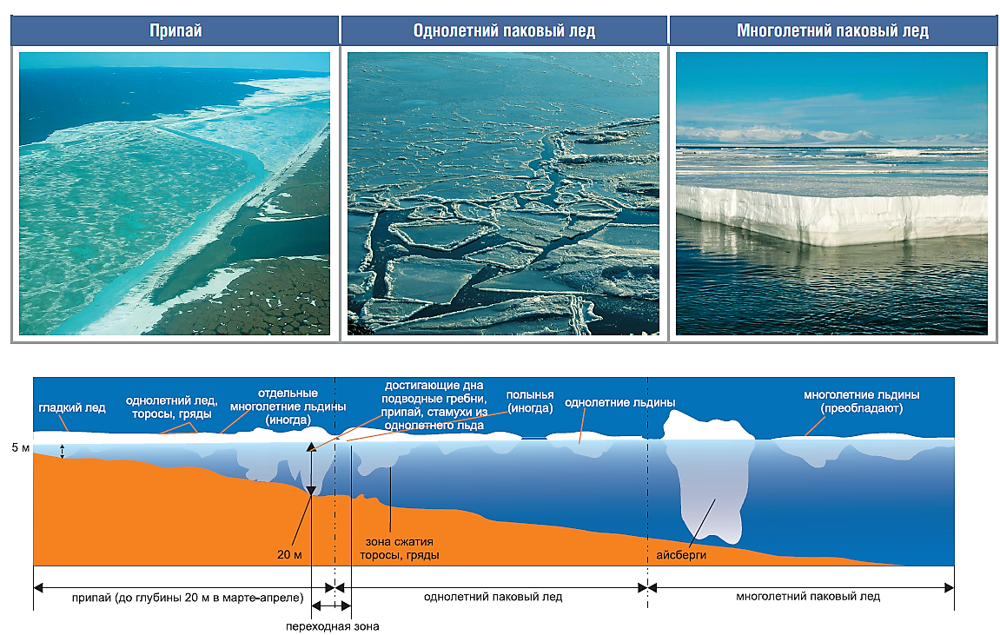 Припай
Однолетний паковый лед
Многолетний паковый лед
гладкий лед
однолетний лед,
торосы, гряды
отдельные
многолетние льдины
(иногда)
достигающие дна
подводные гребни,
припай, стамухи из
однолетнего льда
полынья
(иногда)
однолетние льдины
многолетние льдины
(преобладают)
5 м
20 м
зона сжатия
торосы, гряды
айсберги
припай (до глубины 20 м в марте-апреле)
однолетний паковый лед
многолетний паковый лед
переходная зона